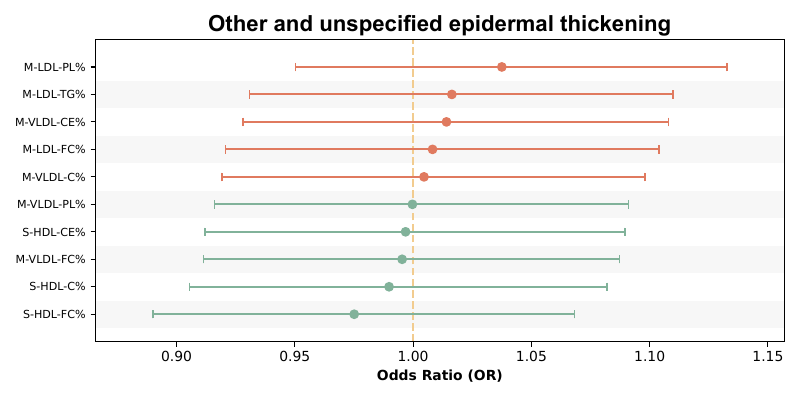 Other and unspecified epidermal thickening
M-LDL-PL%
M-LDL-TG%
M-VLDL-CE%
M-LDL-FC%
M-VLDL-C%
M-VLDL-PL%
S-HDL-CE%
M-VLDL-FC%
S-HDL-C%
S-HDL-FC%
0.90 0.95 1.00 1.05 1.10 1.15
Odds Ratio (OR)